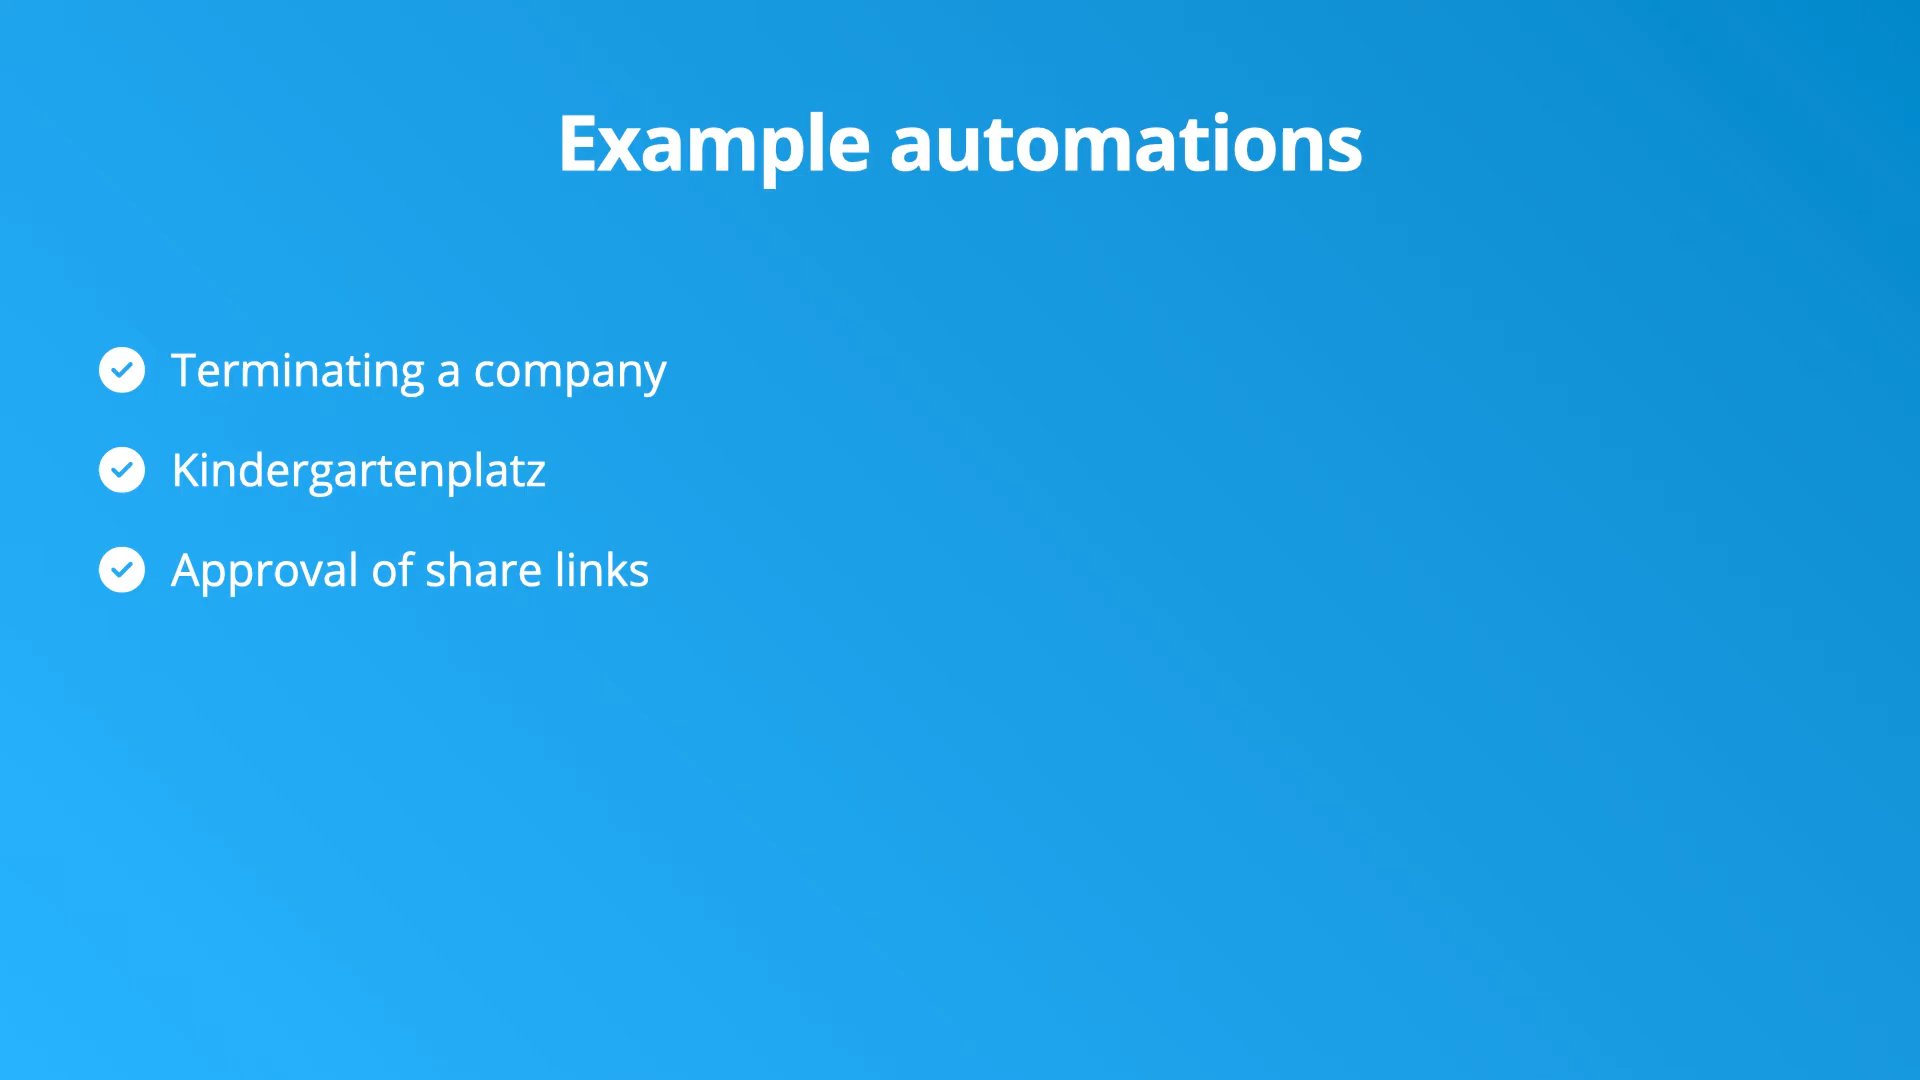 Example automations
Terminating a company
Kindergartenplatz
Approval of share links